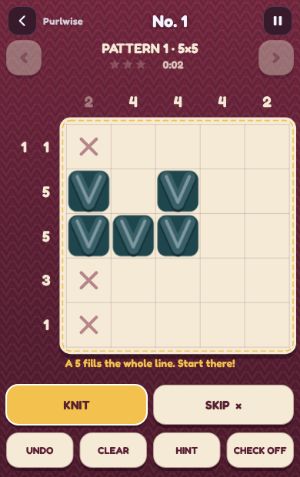 Purlwise No. 1
PATTERN 1 · 5x5
0:02
2 4 4 4 2
1 1
5
5
3
1
A 5 fills the whole line. Start there!
KNIT SKIP ×
UNDO CLEAR HINT CHECK OFF